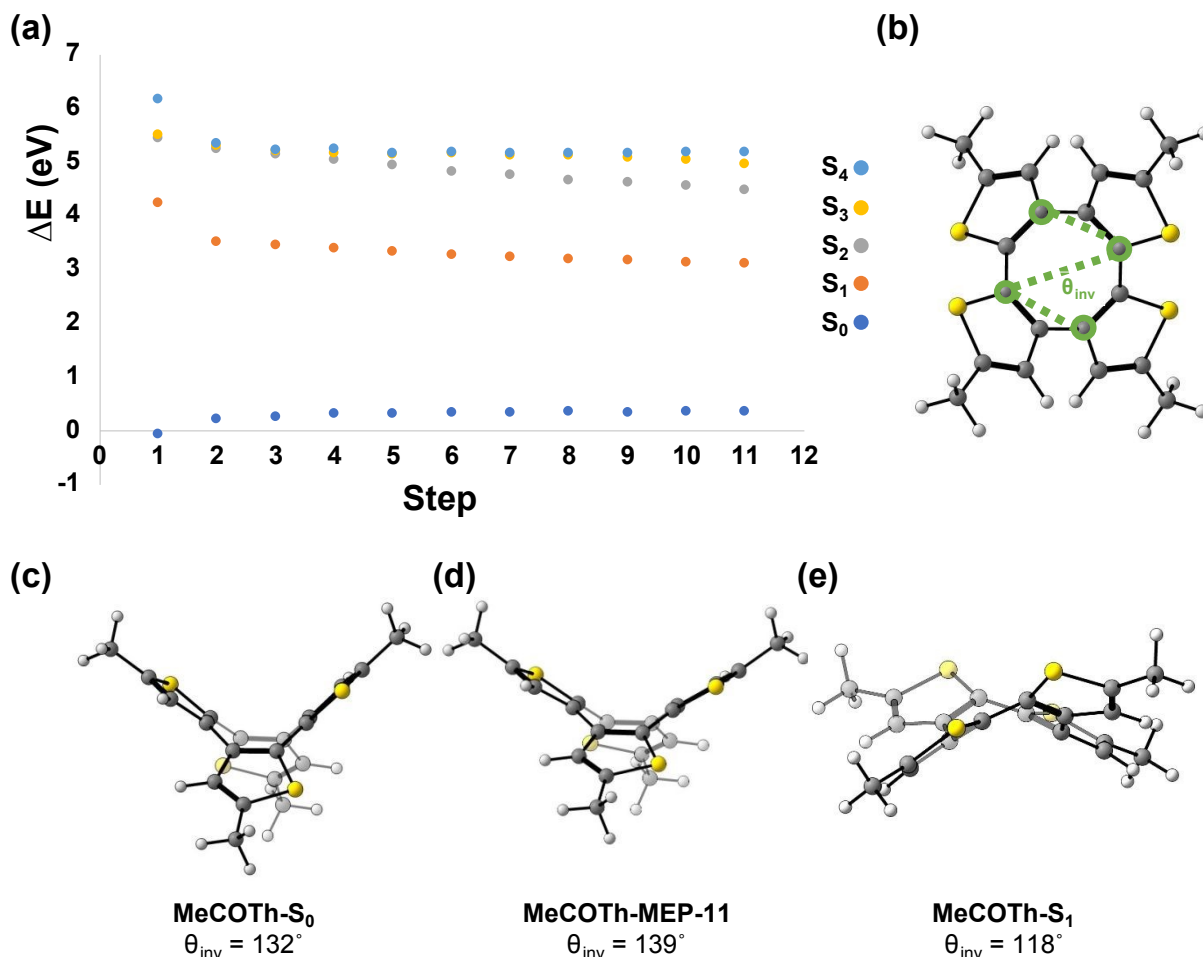 (a)
(b)
7
6
5
4
3
2
1
0
-1
ΔE (eV)
0 1 2 3 4 5 6 7 8 9 10 11 12
Step
S₄
S₃
S₂
S₁
S₀
θinv
(c)
(d)
(e)
MeCOTh-S₀
θinv = 132°
MeCOTh-MEP-11
θinv = 139°
MeCOTh-S₁
θinv = 118°